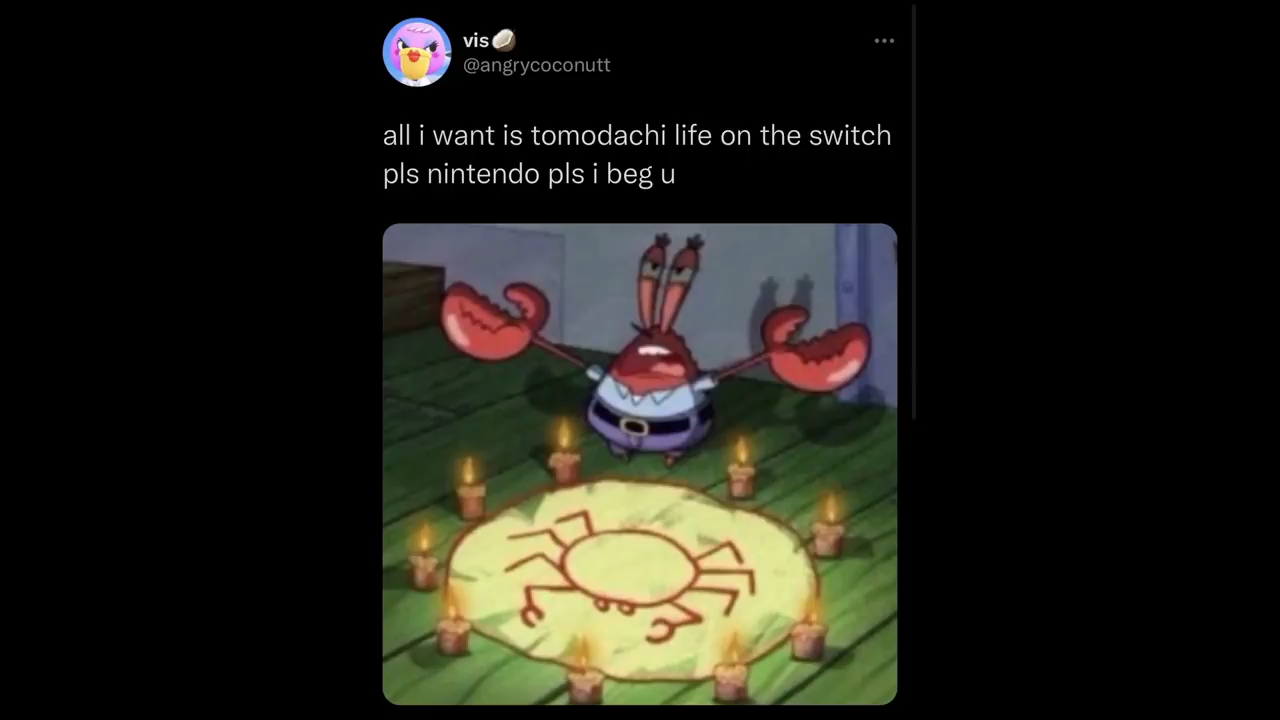 vis🥥
@angrycoconutt
all i want is tomodachi life on the switch
pls nintendo pls i beg u